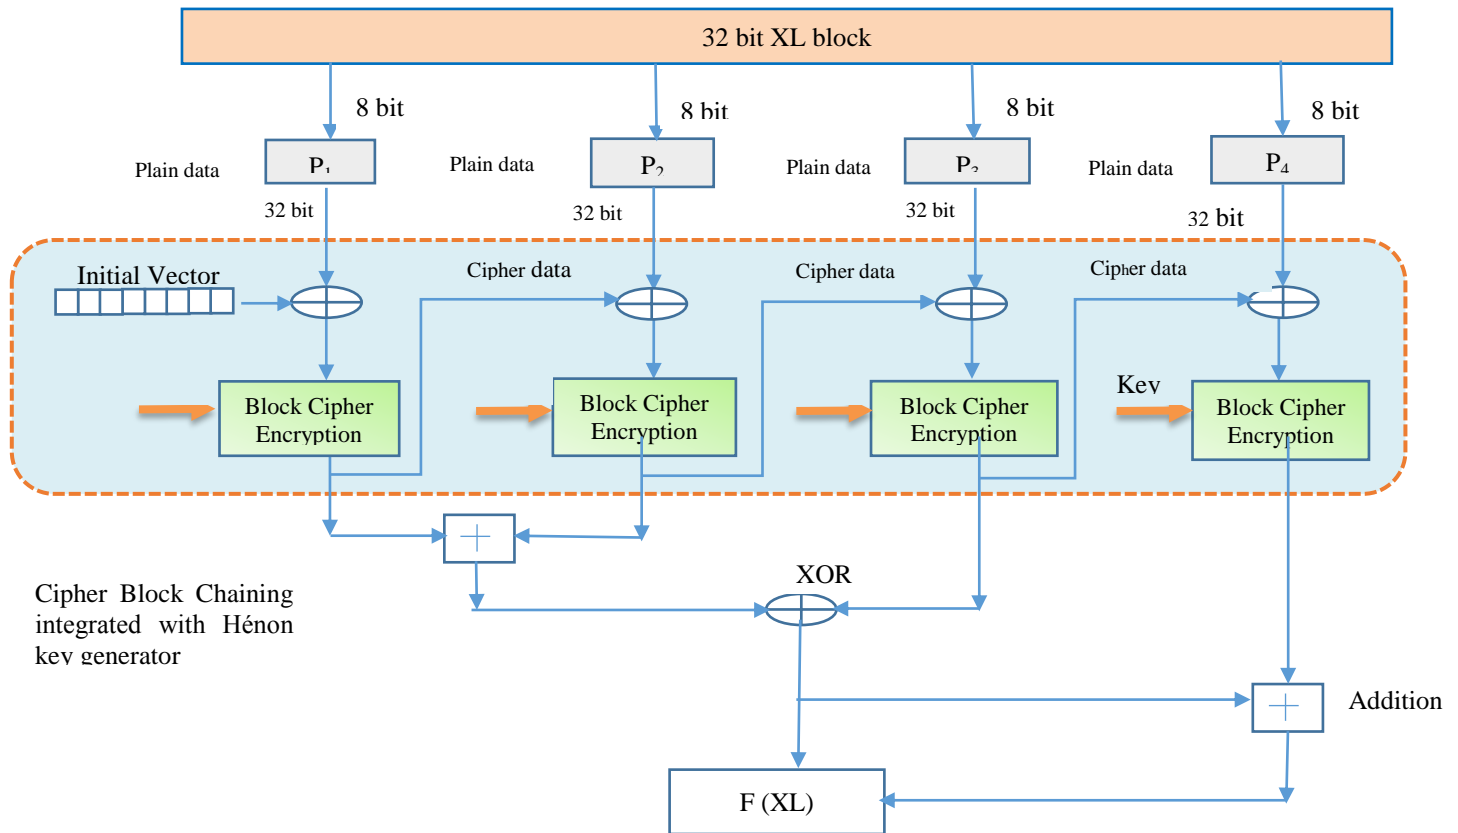 32 bit XL block
8 bit
8 bit
8 bit
8 bit
Plain data
P1
Plain data
P2
Plain data
P3
Plain data
P4
32 bit
32 bit
32 bit
32 bit
Initial Vector
Cipher data
Cipher data
Cipher data
Key
Block Cipher
Encryption
Block Cipher
Encryption
Block Cipher
Encryption
Block Cipher
Encryption
Cipher Block Chaining
integrated with Hénon
key generator
XOR
Addition
F (XL)